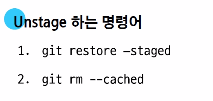 Unstage 하는 명령어
1. git restore —staged
2. git rm --cached